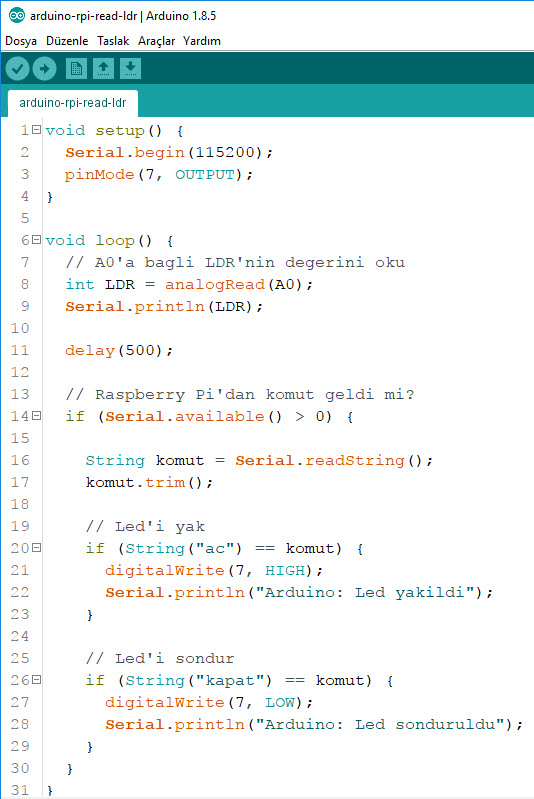 arduino-rpi-read-ldr | Arduino 1.8.5
Dosya Düzenle Taslak Araçlar Yardım
arduino-rpi-read-ldr
1 void setup() {
2   Serial.begin(115200);
3   pinMode(7, OUTPUT);
4 }
5
6 void loop() {
7   // A0'a bagli LDR'nin degerini oku
8   int LDR = analogRead(A0);
9   Serial.println(LDR);
10
11   delay(500);
12
13   // Raspberry Pi'dan komut geldi mi?
14   if (Serial.available() > 0) {
15
16     String komut = Serial.readString();
17     komut.trim();
18
19     // Led'i yak
20     if (String("ac") == komut) {
21       digitalWrite(7, HIGH);
22       Serial.println("Arduino: Led yakildi");
23     }
24
25     // Led'i sondur
26     if (String("kapat") == komut) {
27       digitalWrite(7, LOW);
28       Serial.println("Arduino: Led sonduruldu");
29     }
30   }
31 }